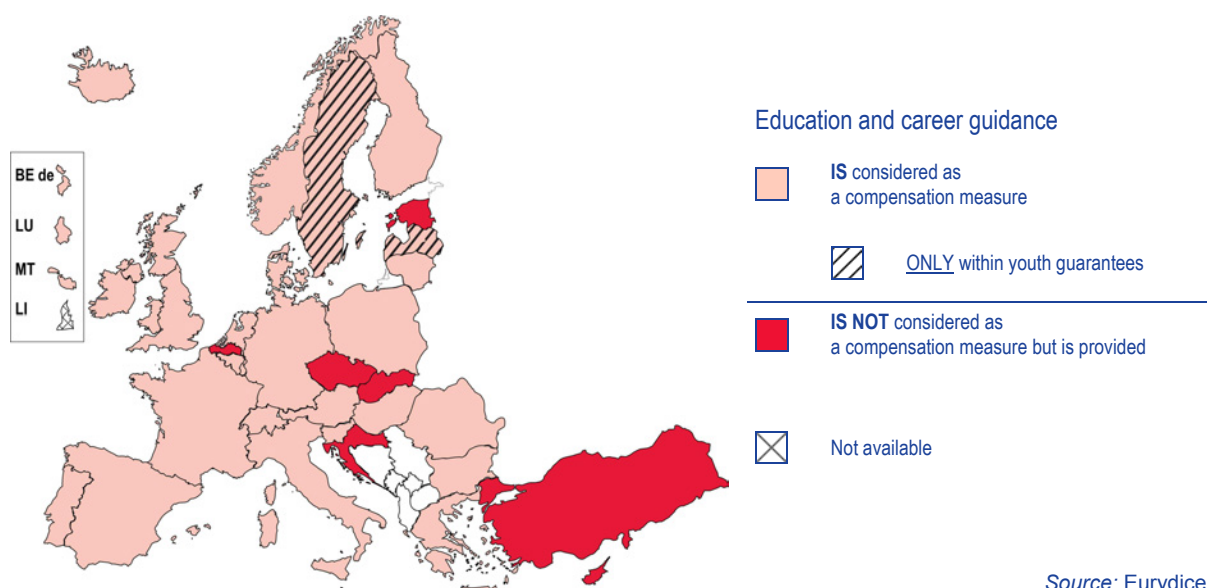 BE de
LU
MT
LI
Education and career guidance
IS considered as
a compensation measure
ONLY within youth guarantees
IS NOT considered as
a compensation measure but is provided
Not available
Source: Eurydice